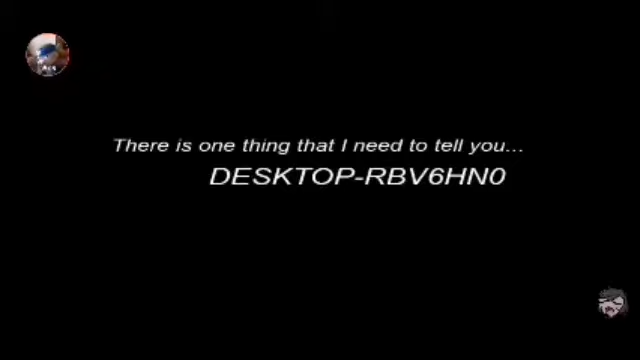 There is one thing that I need to tell you...
DESKTOP-RBV6HN0